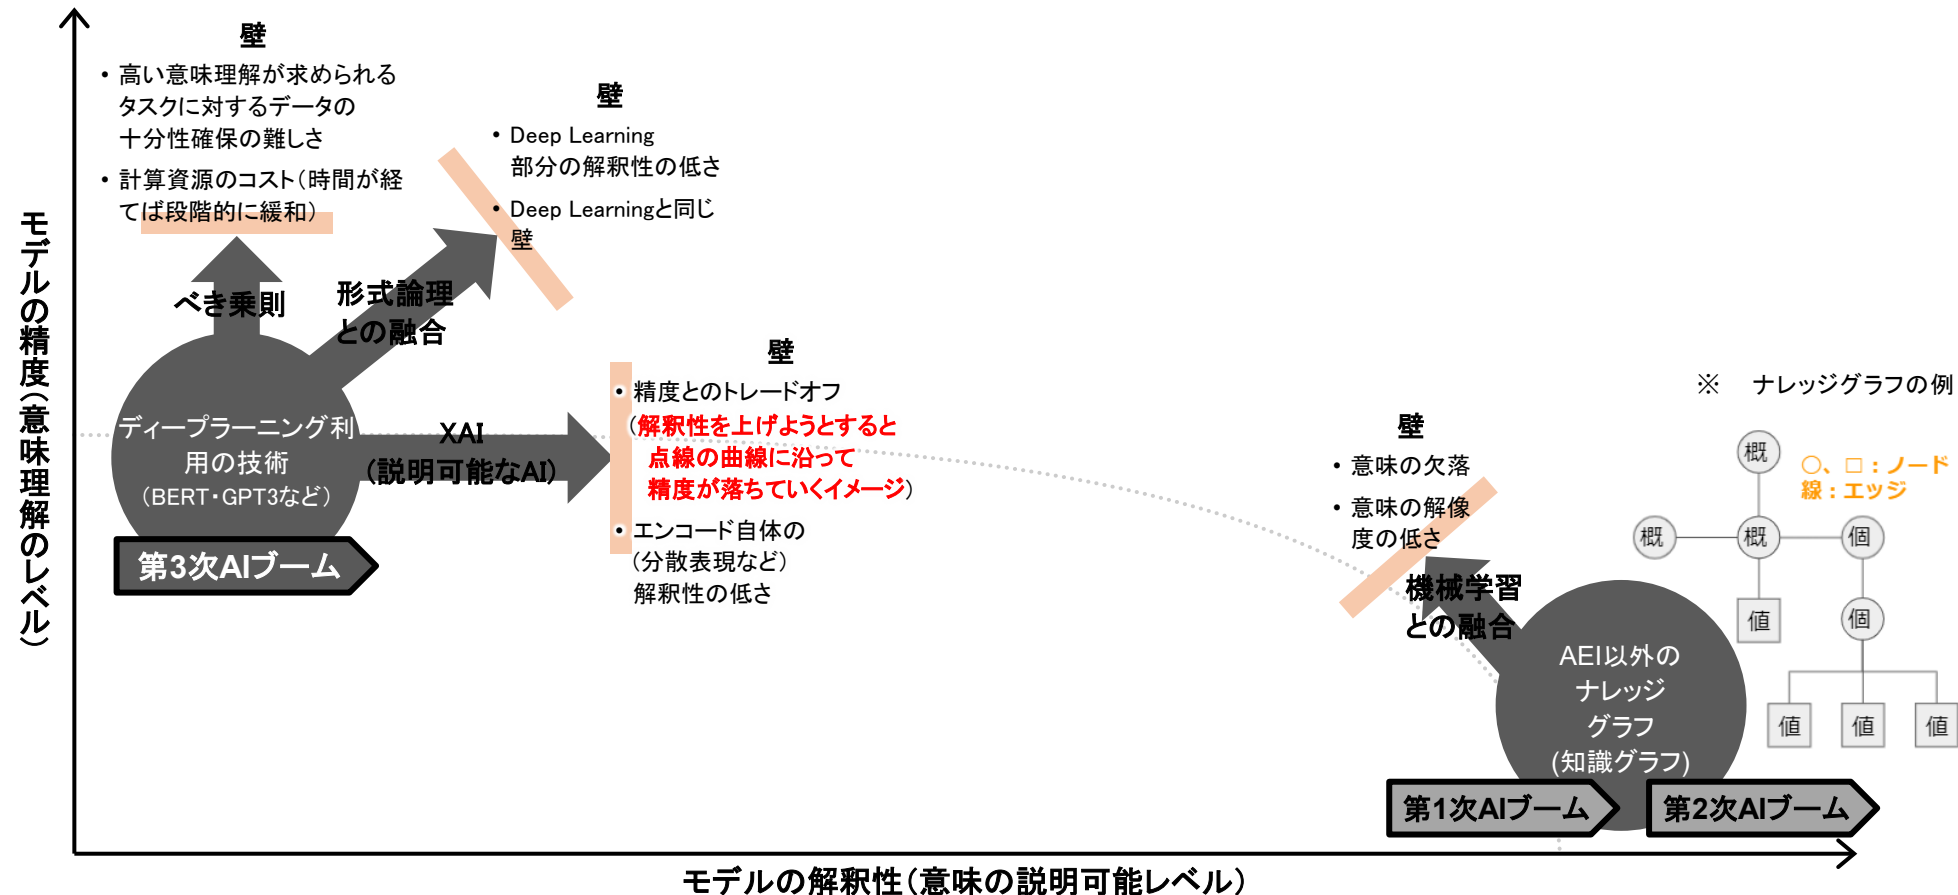 壁
・高い意味理解が求められる
タスクに対するデータの
十分性確保の難しさ
・計算資源のコスト(時間が経
てば段階的に緩和)
壁
・Deep Learning
部分の解釈性の低さ
・Deep Learningと同じ
壁
モデルの精度(意味理解のレベル)
べき乗則
形式論理
との融合
ディープラーニング利
用の技術
(BERT・GPT3など)
第3次AIブーム
XAI
(説明可能なAI)
壁
・精度とのトレードオフ
(解釈性を上げようとすると
点線の曲線に沿って
精度が落ちていくイメージ)
・エンコード自体の
(分散表現など)
解釈性の低さ
壁
・意味の欠落
・意味の解像
度の低さ
機械学習
との融合
AEI以外の
ナレッジ
グラフ
(知識グラフ)
第1次AIブーム
第2次AIブーム
※ ナレッジグラフの例
○、□:ノード
線:エッジ
概
概
概
個
値
個
値
値
値
モデルの解釈性(意味の説明可能レベル)